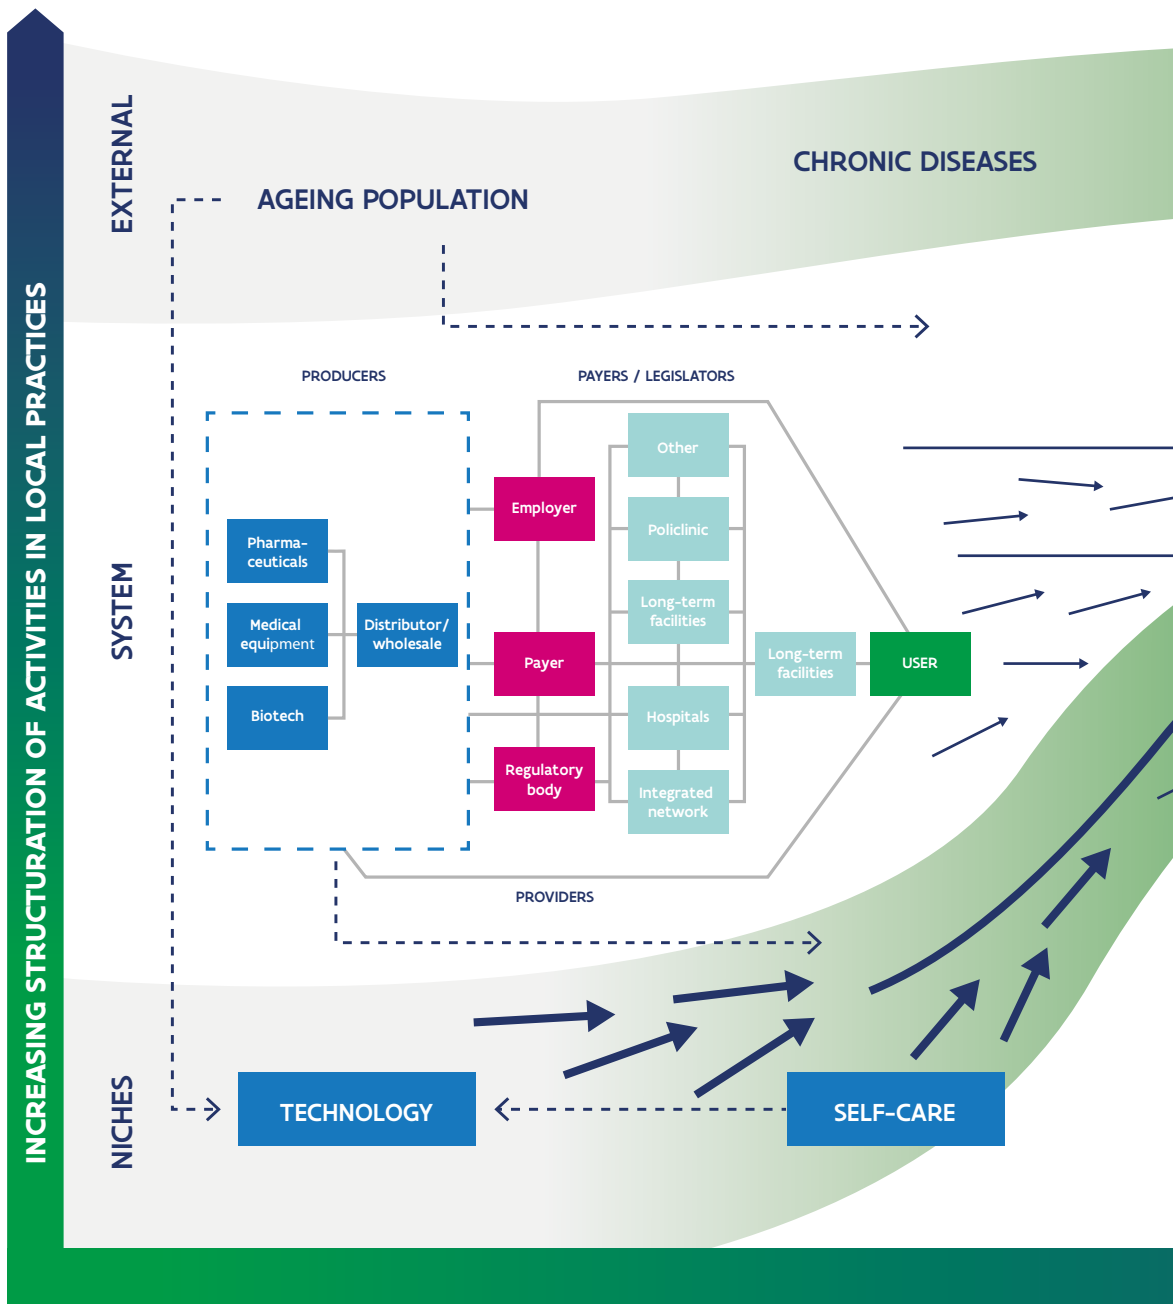 INCREASING STRUCTURATION OF ACTIVITIES IN LOCAL PRACTICES
EXTERNAL
AGEING POPULATION
CHRONIC DISEASES
SYSTEM
PRODUCERS
PAYERS / LEGISLATORS
Pharma-
ceuticals
Medical
equipment
Biotech
Distributor/
wholesale
Employer
Payer
Regulatory
body
Other
Policlinic
Long-term
facilities
Hospitals
Integrated
network
Long-term
facilities
USER
PROVIDERS
NICHES
TECHNOLOGY
SELF-CARE